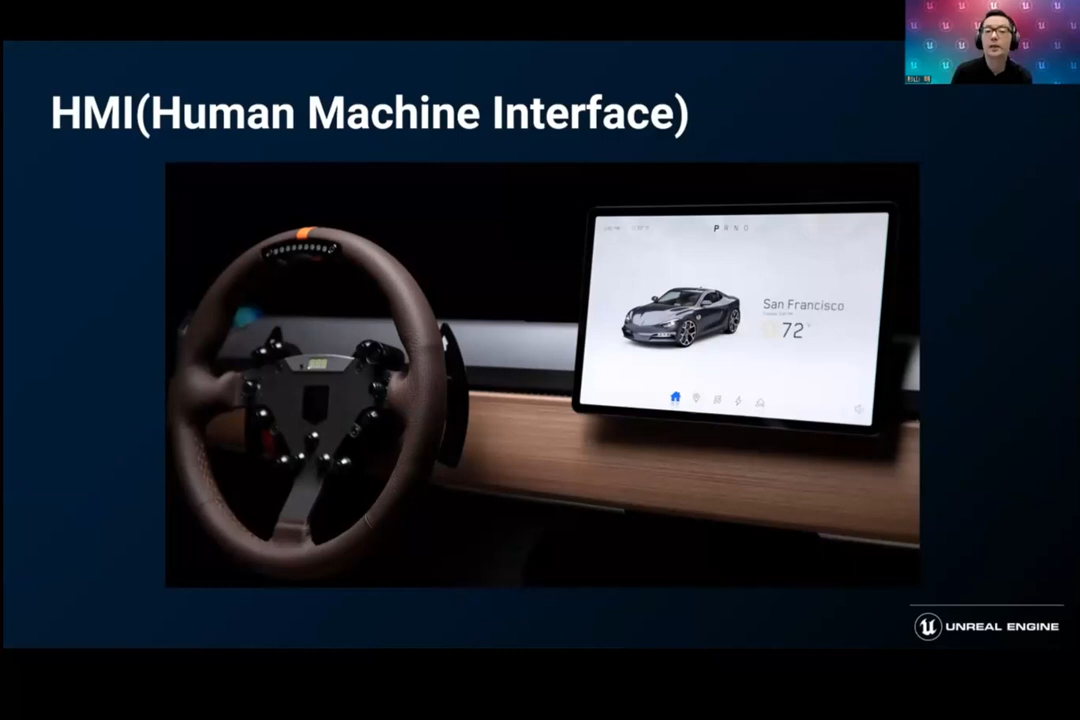 HMI(Human Machine Interface)
P R N D
San Francisco
72°
UNREAL ENGINE